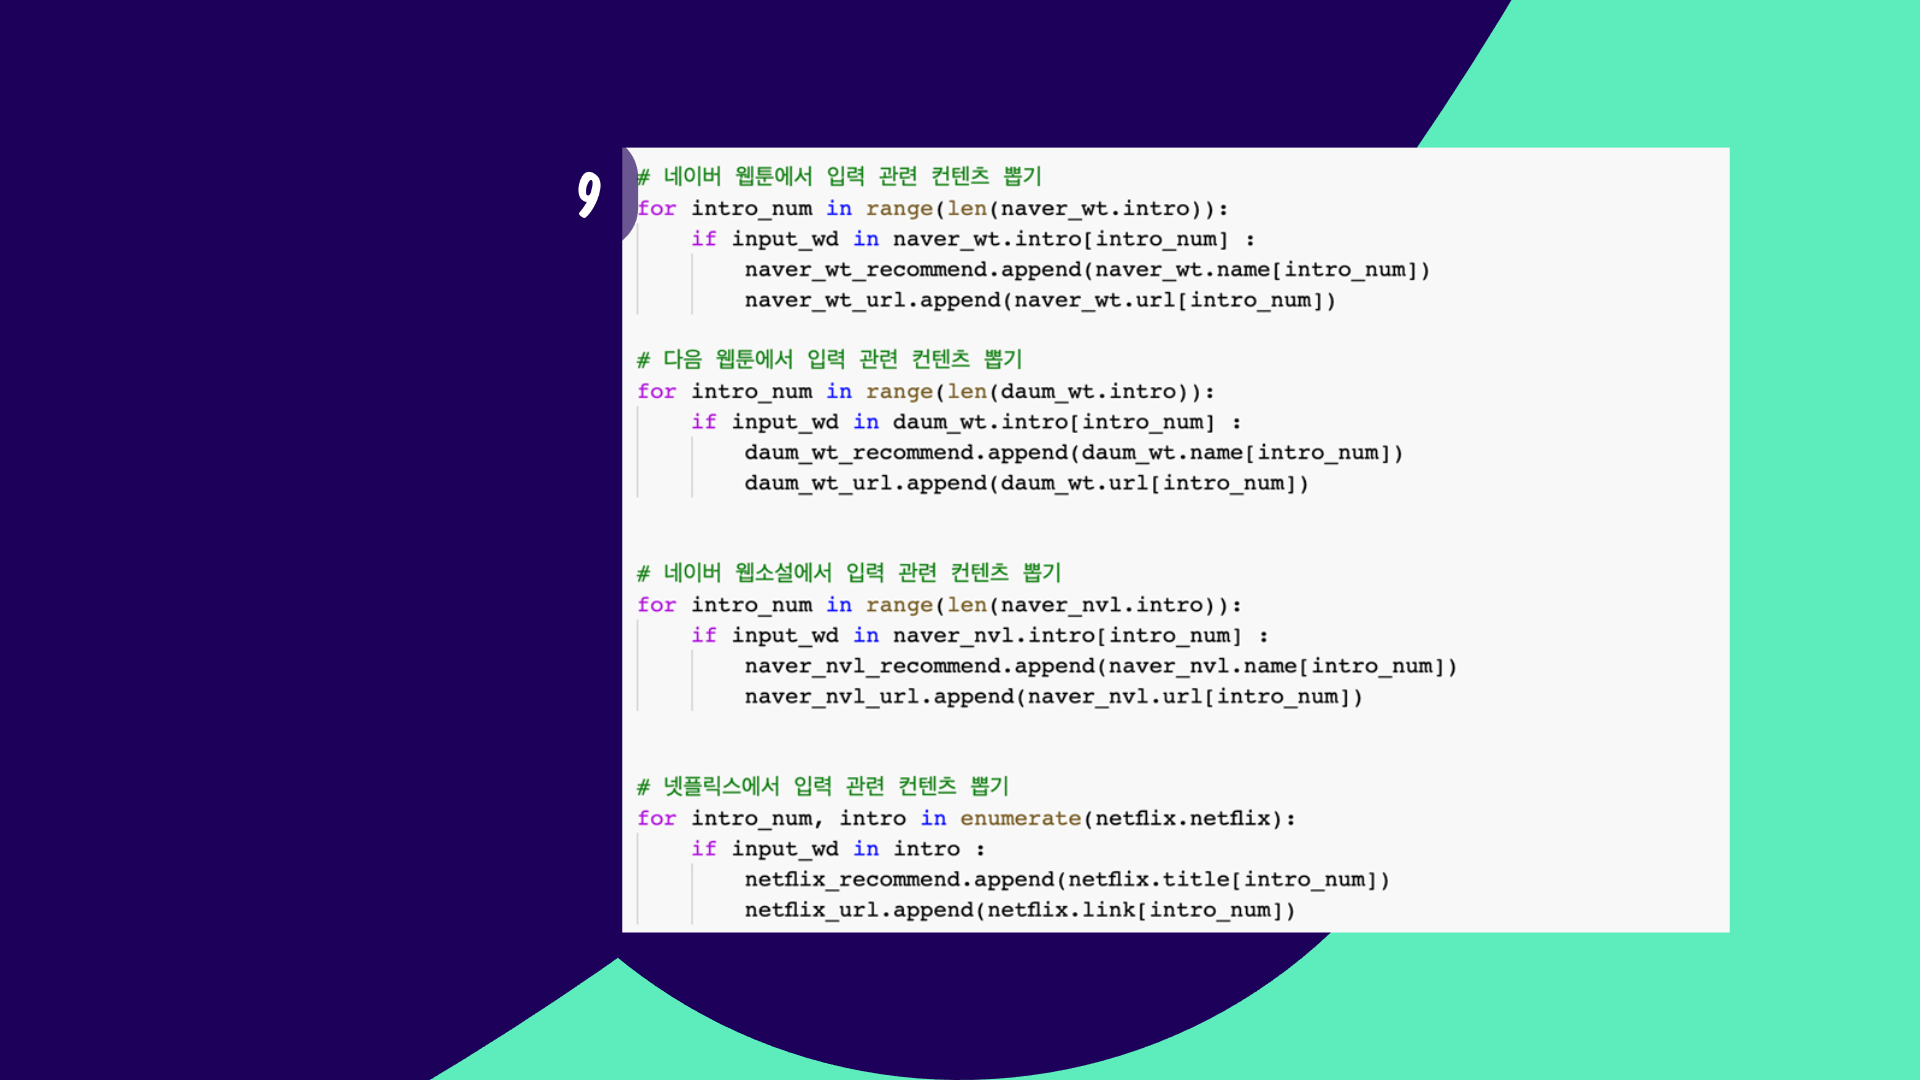 9
# 네이버 웹툰에서 입력 관련 컨텐츠 뽑기
for intro_num in range(len(naver_wt.intro)):
    if input_wd in naver_wt.intro[intro_num] :
        naver_wt_recommend.append(naver_wt.name[intro_num])
        naver_wt_url.append(naver_wt.url[intro_num])
# 다음 웹툰에서 입력 관련 컨텐츠 뽑기
for intro_num in range(len(daum_wt.intro)):
    if input_wd in daum_wt.intro[intro_num] :
        daum_wt_recommend.append(daum_wt.name[intro_num])
        daum_wt_url.append(daum_wt.url[intro_num])
# 네이버 웹소설에서 입력 관련 컨텐츠 뽑기
for intro_num in range(len(naver_nvl.intro)):
    if input_wd in naver_nvl.intro[intro_num] :
        naver_nvl_recommend.append(naver_nvl.name[intro_num])
        naver_nvl_url.append(naver_nvl.url[intro_num])
# 넷플릭스에서 입력 관련 컨텐츠 뽑기
for intro_num, intro in enumerate(netflix.netflix):
    if input_wd in intro :
        netflix_recommend.append(netflix.title[intro_num])
        netflix_url.append(netflix.link[intro_num])